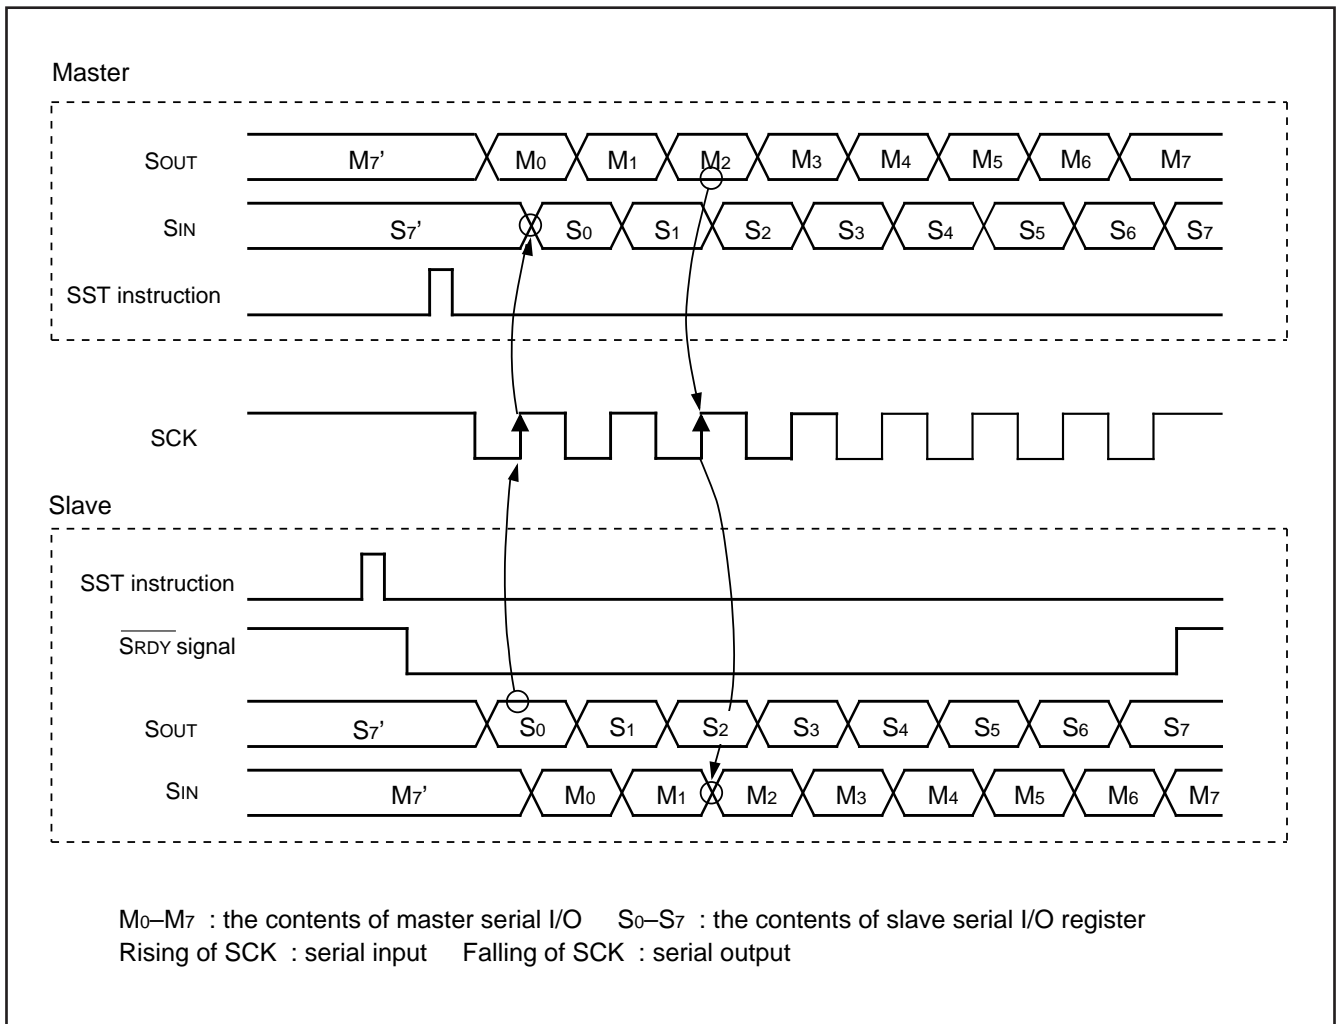 Master
SOUT M7’ M0 M1 M2 M3 M4 M5 M6 M7
SIN S7’ S0 S1 S2 S3 S4 S5 S6 S7
SST instruction
SCK
Slave
SST instruction
SRDY signal
SOUT S7’ S0 S1 S2 S3 S4 S5 S6 S7
SIN M7’ M0 M1 M2 M3 M4 M5 M6 M7
M0–M7 : the contents of master serial I/O S0–S7 : the contents of slave serial I/O register
Rising of SCK : serial input Falling of SCK : serial output